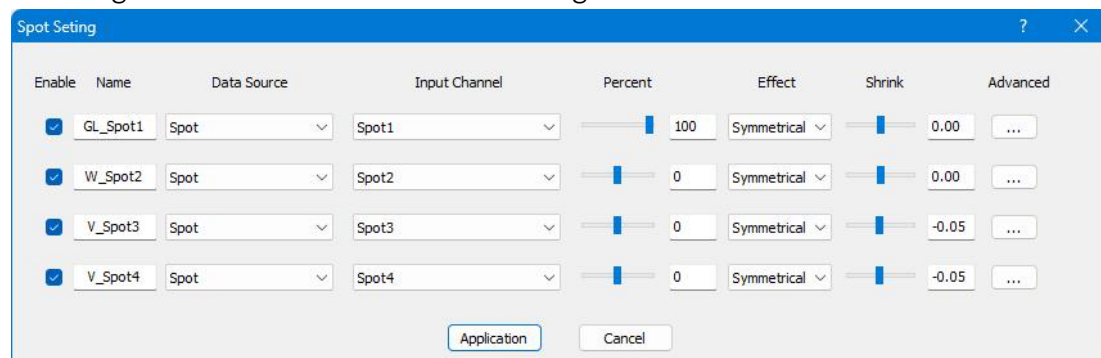 Spot Seting ?
Enable Name Data Source Input Channel Percent Effect Shrink Advanced
GL_Spot1 Spot Spot1 100 Symmetrical 0.00 ...
W_Spot2 Spot Spot2 0 Symmetrical 0.00 ...
V_Spot3 Spot Spot3 0 Symmetrical -0.05 ...
V_Spot4 Spot Spot4 0 Symmetrical -0.05 ...
Application Cancel